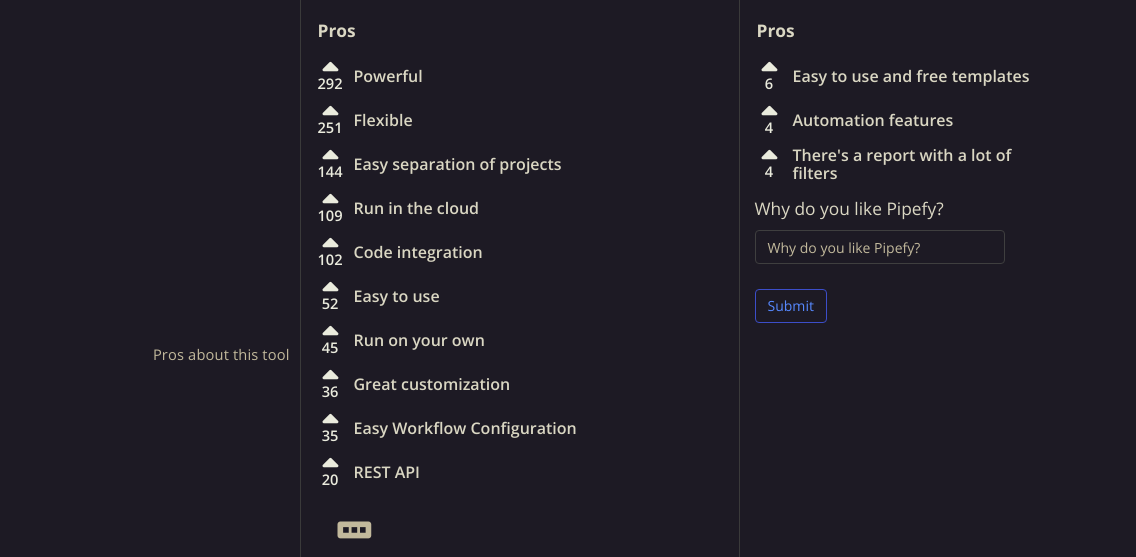 Pros about this tool
Pros
292 Powerful
251 Flexible
144 Easy separation of projects
109 Run in the cloud
102 Code integration
52 Easy to use
45 Run on your own
36 Great customization
35 Easy Workflow Configuration
20 REST API
Pros
6 Easy to use and free templates
4 Automation features
4 There's a report with a lot of
filters
Why do you like Pipefy?
Why do you like Pipefy?
Submit